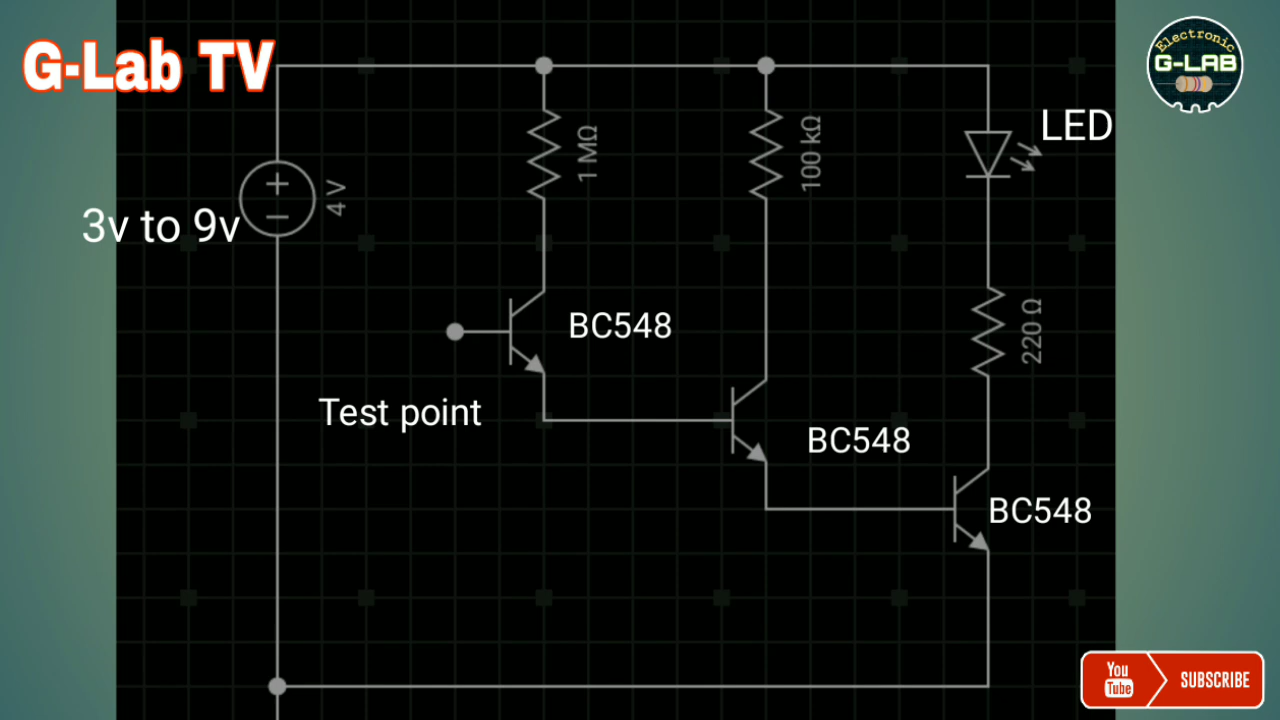 G-Lab TV
Electronic
G-LAB
LED
1 MΩ
100 kΩ
+
4 V
3v to 9v
−
BC548
220 Ω
Test point
BC548
BC548
You
Tube
SUBSCRIBE